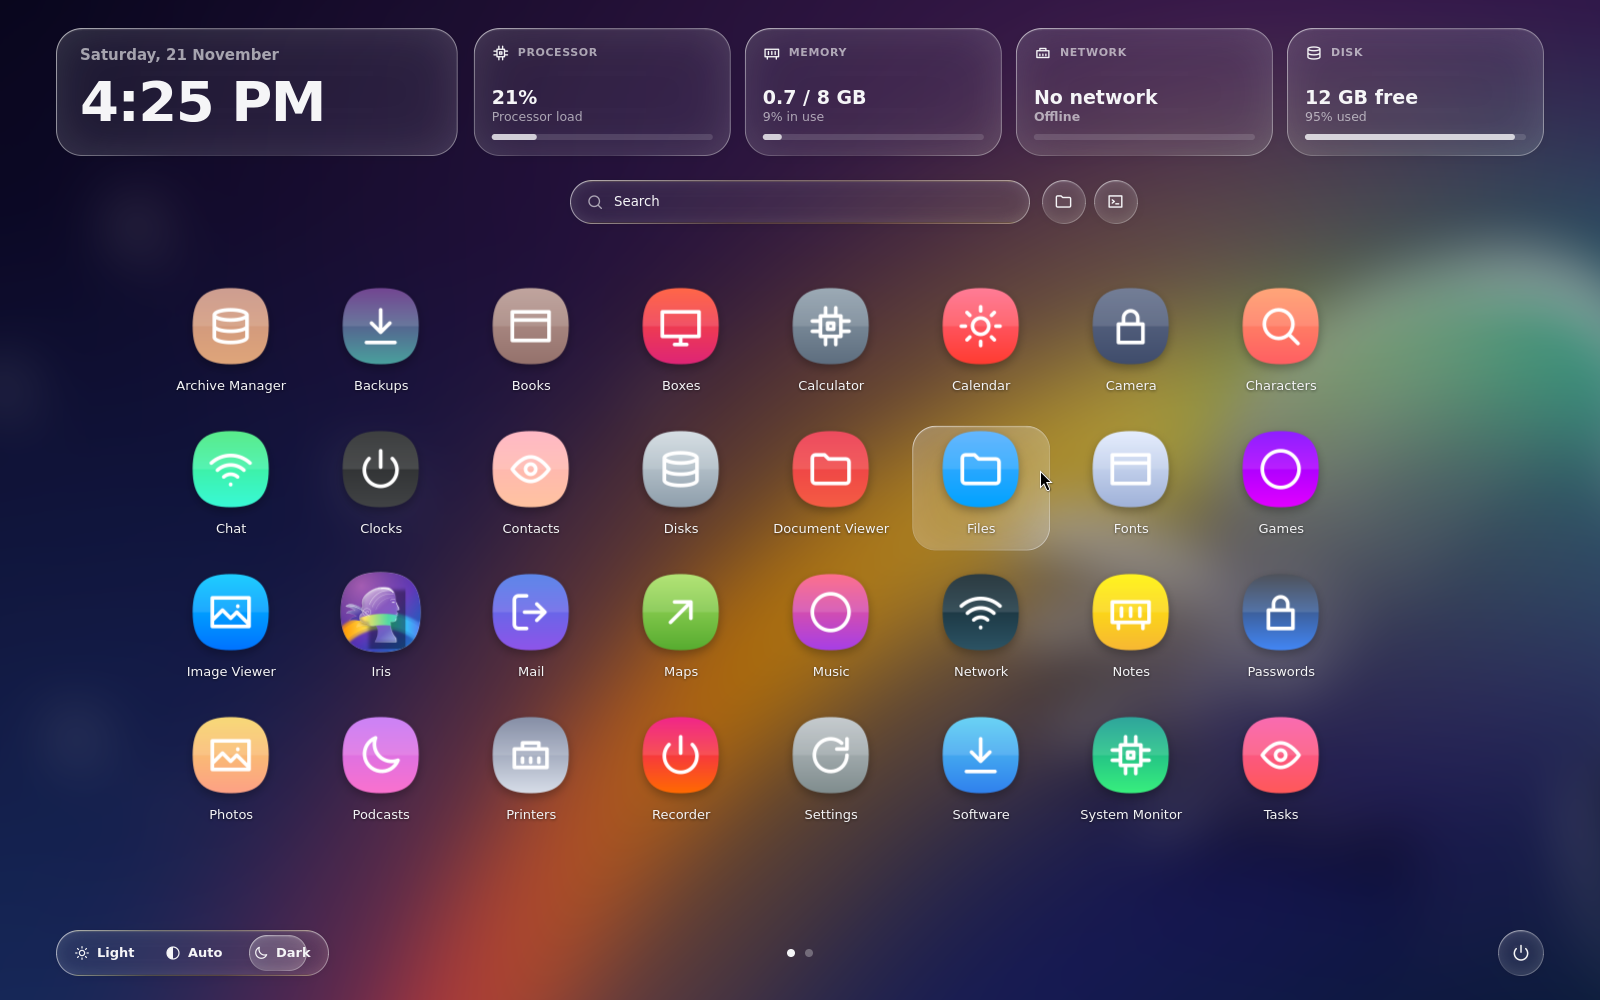 Saturday, 21 November
4:25 PM
PROCESSOR
21%
Processor load
MEMORY
0.7 / 8 GB
9% in use
NETWORK
No network
Offline
DISK
12 GB free
95% used
Search
Archive Manager
Backups
Books
Boxes
Calculator
Calendar
Camera
Characters
Chat
Clocks
Contacts
Disks
Document Viewer
Files
Fonts
Games
Image Viewer
Iris
Mail
Maps
Music
Network
Notes
Passwords
Photos
Podcasts
Printers
Recorder
Settings
Software
System Monitor
Tasks
Light
Auto
Dark